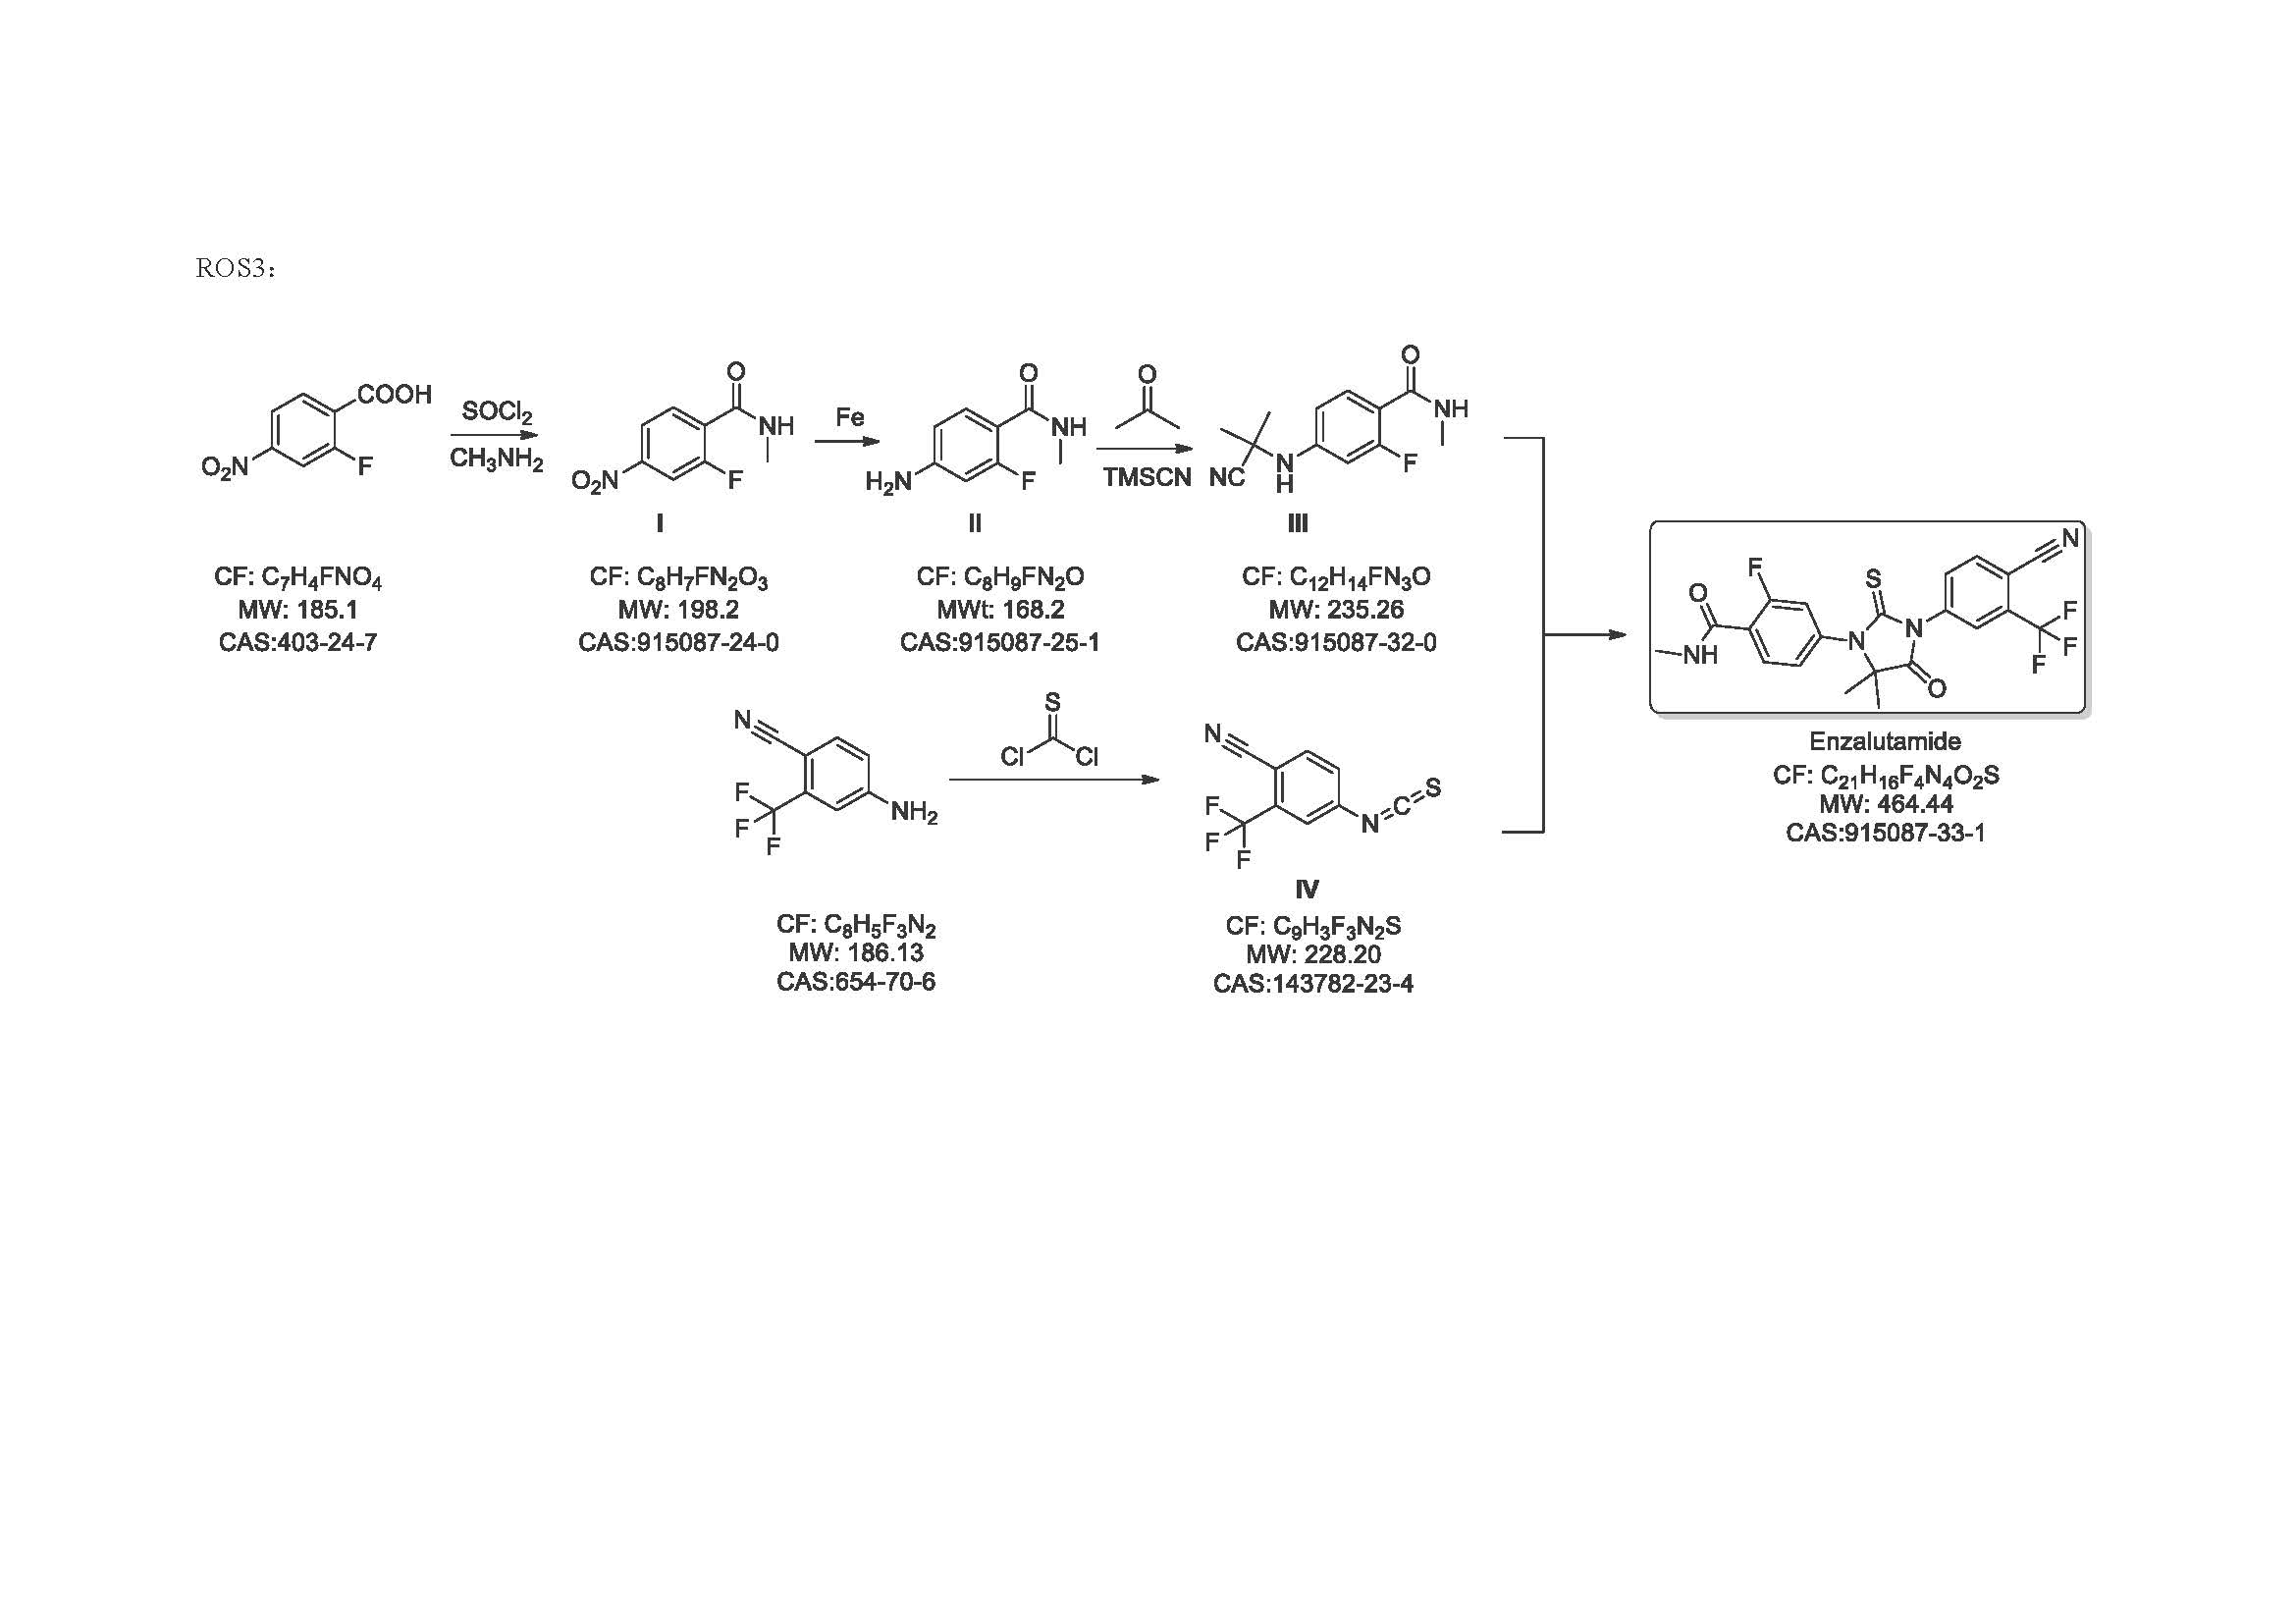 ROS3：
COOH
O₂N
F
SOCl₂
CH₃NH₂
O
NH
O₂N
F
I
Fe
O
NH
H₂N
F
II
O
TMSCN
O
NH
NC
N
H
F
III
CF: C₇H₄FNO₄
MW: 185.1
CAS:403-24-7
CF: C₈H₇FN₂O₃
MW: 198.2
CAS:915087-24-0
CF: C₈H₉FN₂O
MWt: 168.2
CAS:915087-25-1
CF: C₁₂H₁₄FN₃O
MW: 235.26
CAS:915087-32-0
N
F
F
F
NH₂
S
Cl
Cl
N
F
F
F
N
C
S
IV
CF: C₈H₅F₃N₂
MW: 186.13
CAS:654-70-6
CF: C₉H₃F₃N₂S
MW: 228.20
CAS:143782-23-4
N
F
S
O
NH
N
N
O
F
F
F
Enzalutamide
CF: C₂₁H₁₆F₄N₄O₂S
MW: 464.44
CAS:915087-33-1